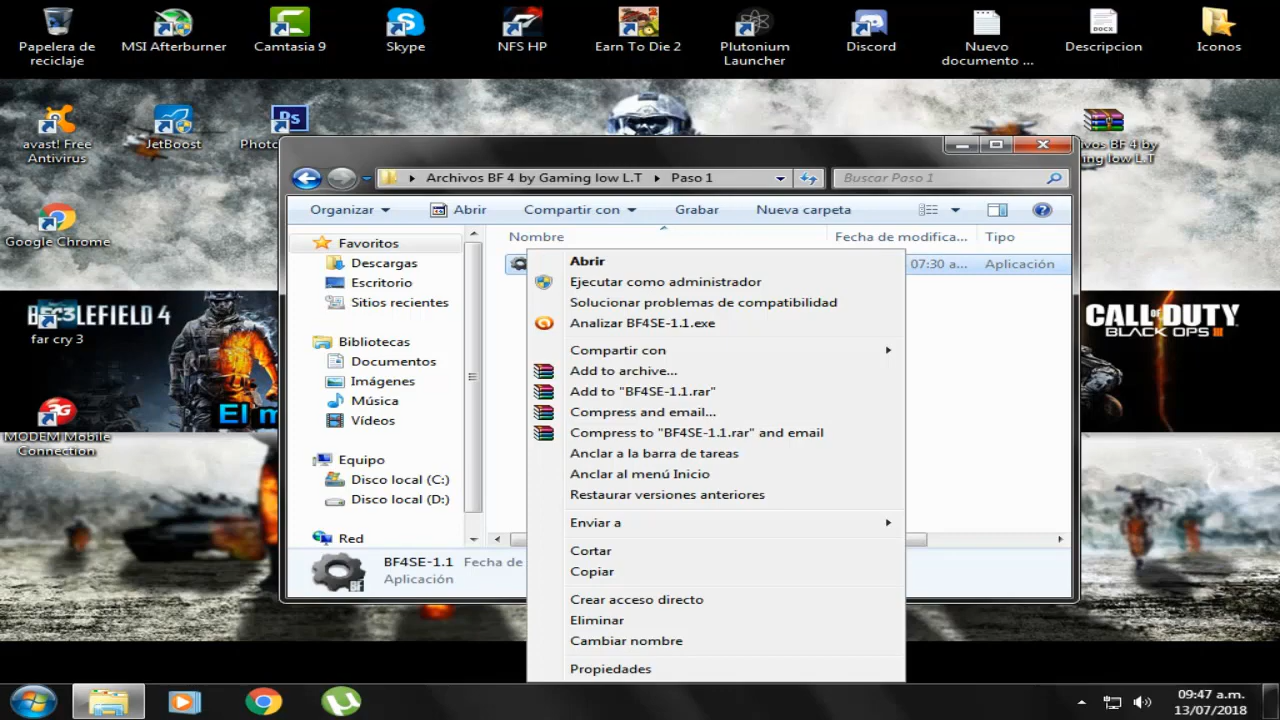 Papelera de
reciclaje
MSI Afterburner
Camtasia 9
Skype
NFS HP
Earn To Die 2
Plutonium
Launcher
Discord
Nuevo
documento ...
Descripcion
Iconos
avast! Free
Antivirus
JetBoost
Ps
Google Chrome
BATTLEFIELD 4
far cry 3
3G
MODEM Mobile
Connection
El
CALL OF DUTY
BLACK OPS III
Archivos BF 4 by Gaming low L.T
Paso 1
Buscar Paso 1
Organizar
Abrir
Compartir con
Grabar
Nueva carpeta
Nombre
Fecha de modifica...
Tipo
07:30 a...
Aplicación
Favoritos
Descargas
Escritorio
Sitios recientes
Bibliotecas
Documentos
Imágenes
Música
Vídeos
Equipo
Disco local (C:)
Disco local (D:)
Red
Abrir
Ejecutar como administrador
Solucionar problemas de compatibilidad
Analizar BF4SE-1.1.exe
Compartir con
Add to archive...
Add to "BF4SE-1.1.rar"
Compress and email...
Compress to "BF4SE-1.1.rar" and email
Anclar a la barra de tareas
Anclar al menú Inicio
Restaurar versiones anteriores
Enviar a
Cortar
Copiar
Crear acceso directo
Eliminar
Cambiar nombre
Propiedades
BF4SE-1.1
Fecha de
Aplicación
BF
09:47 a.m.
13/07/2018